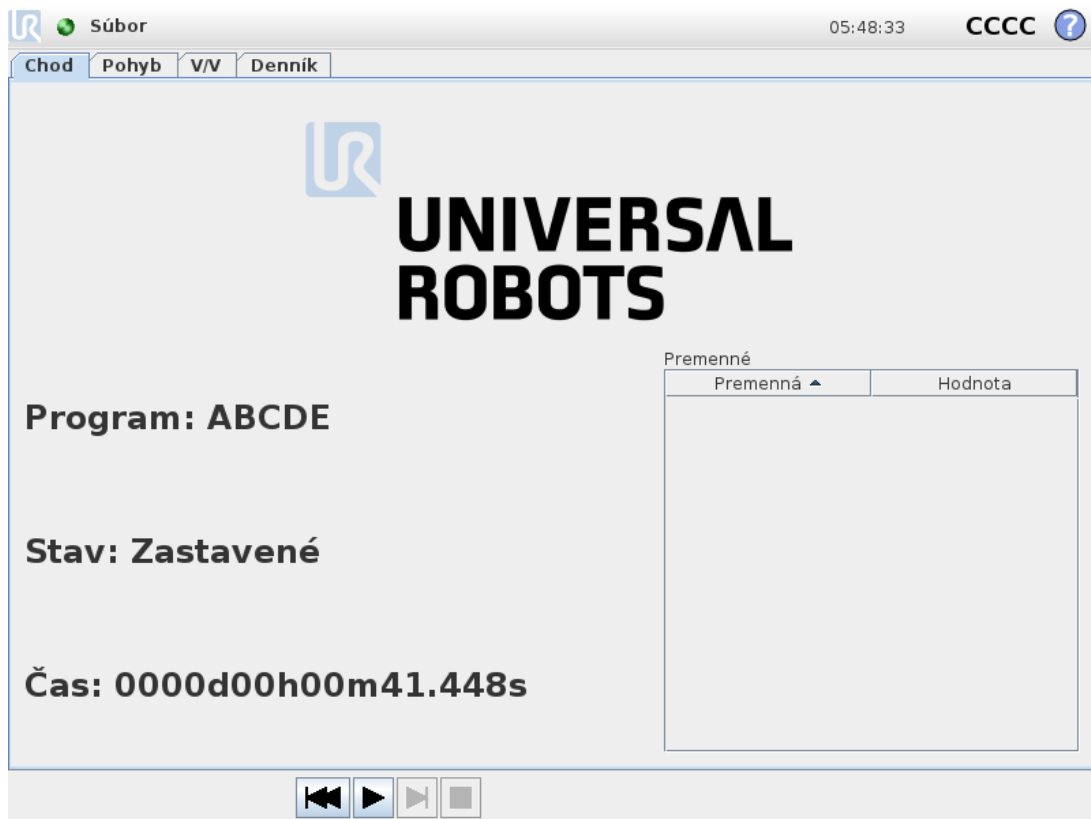 Súbor 05:48:33 CCCC ?
Chod Pohyb V/V Denník
UNIVERSAL
ROBOTS
Premenné
Premenná Hodnota
Program: ABCDE
Stav: Zastavené
Čas: 0000d00h00m41.448s